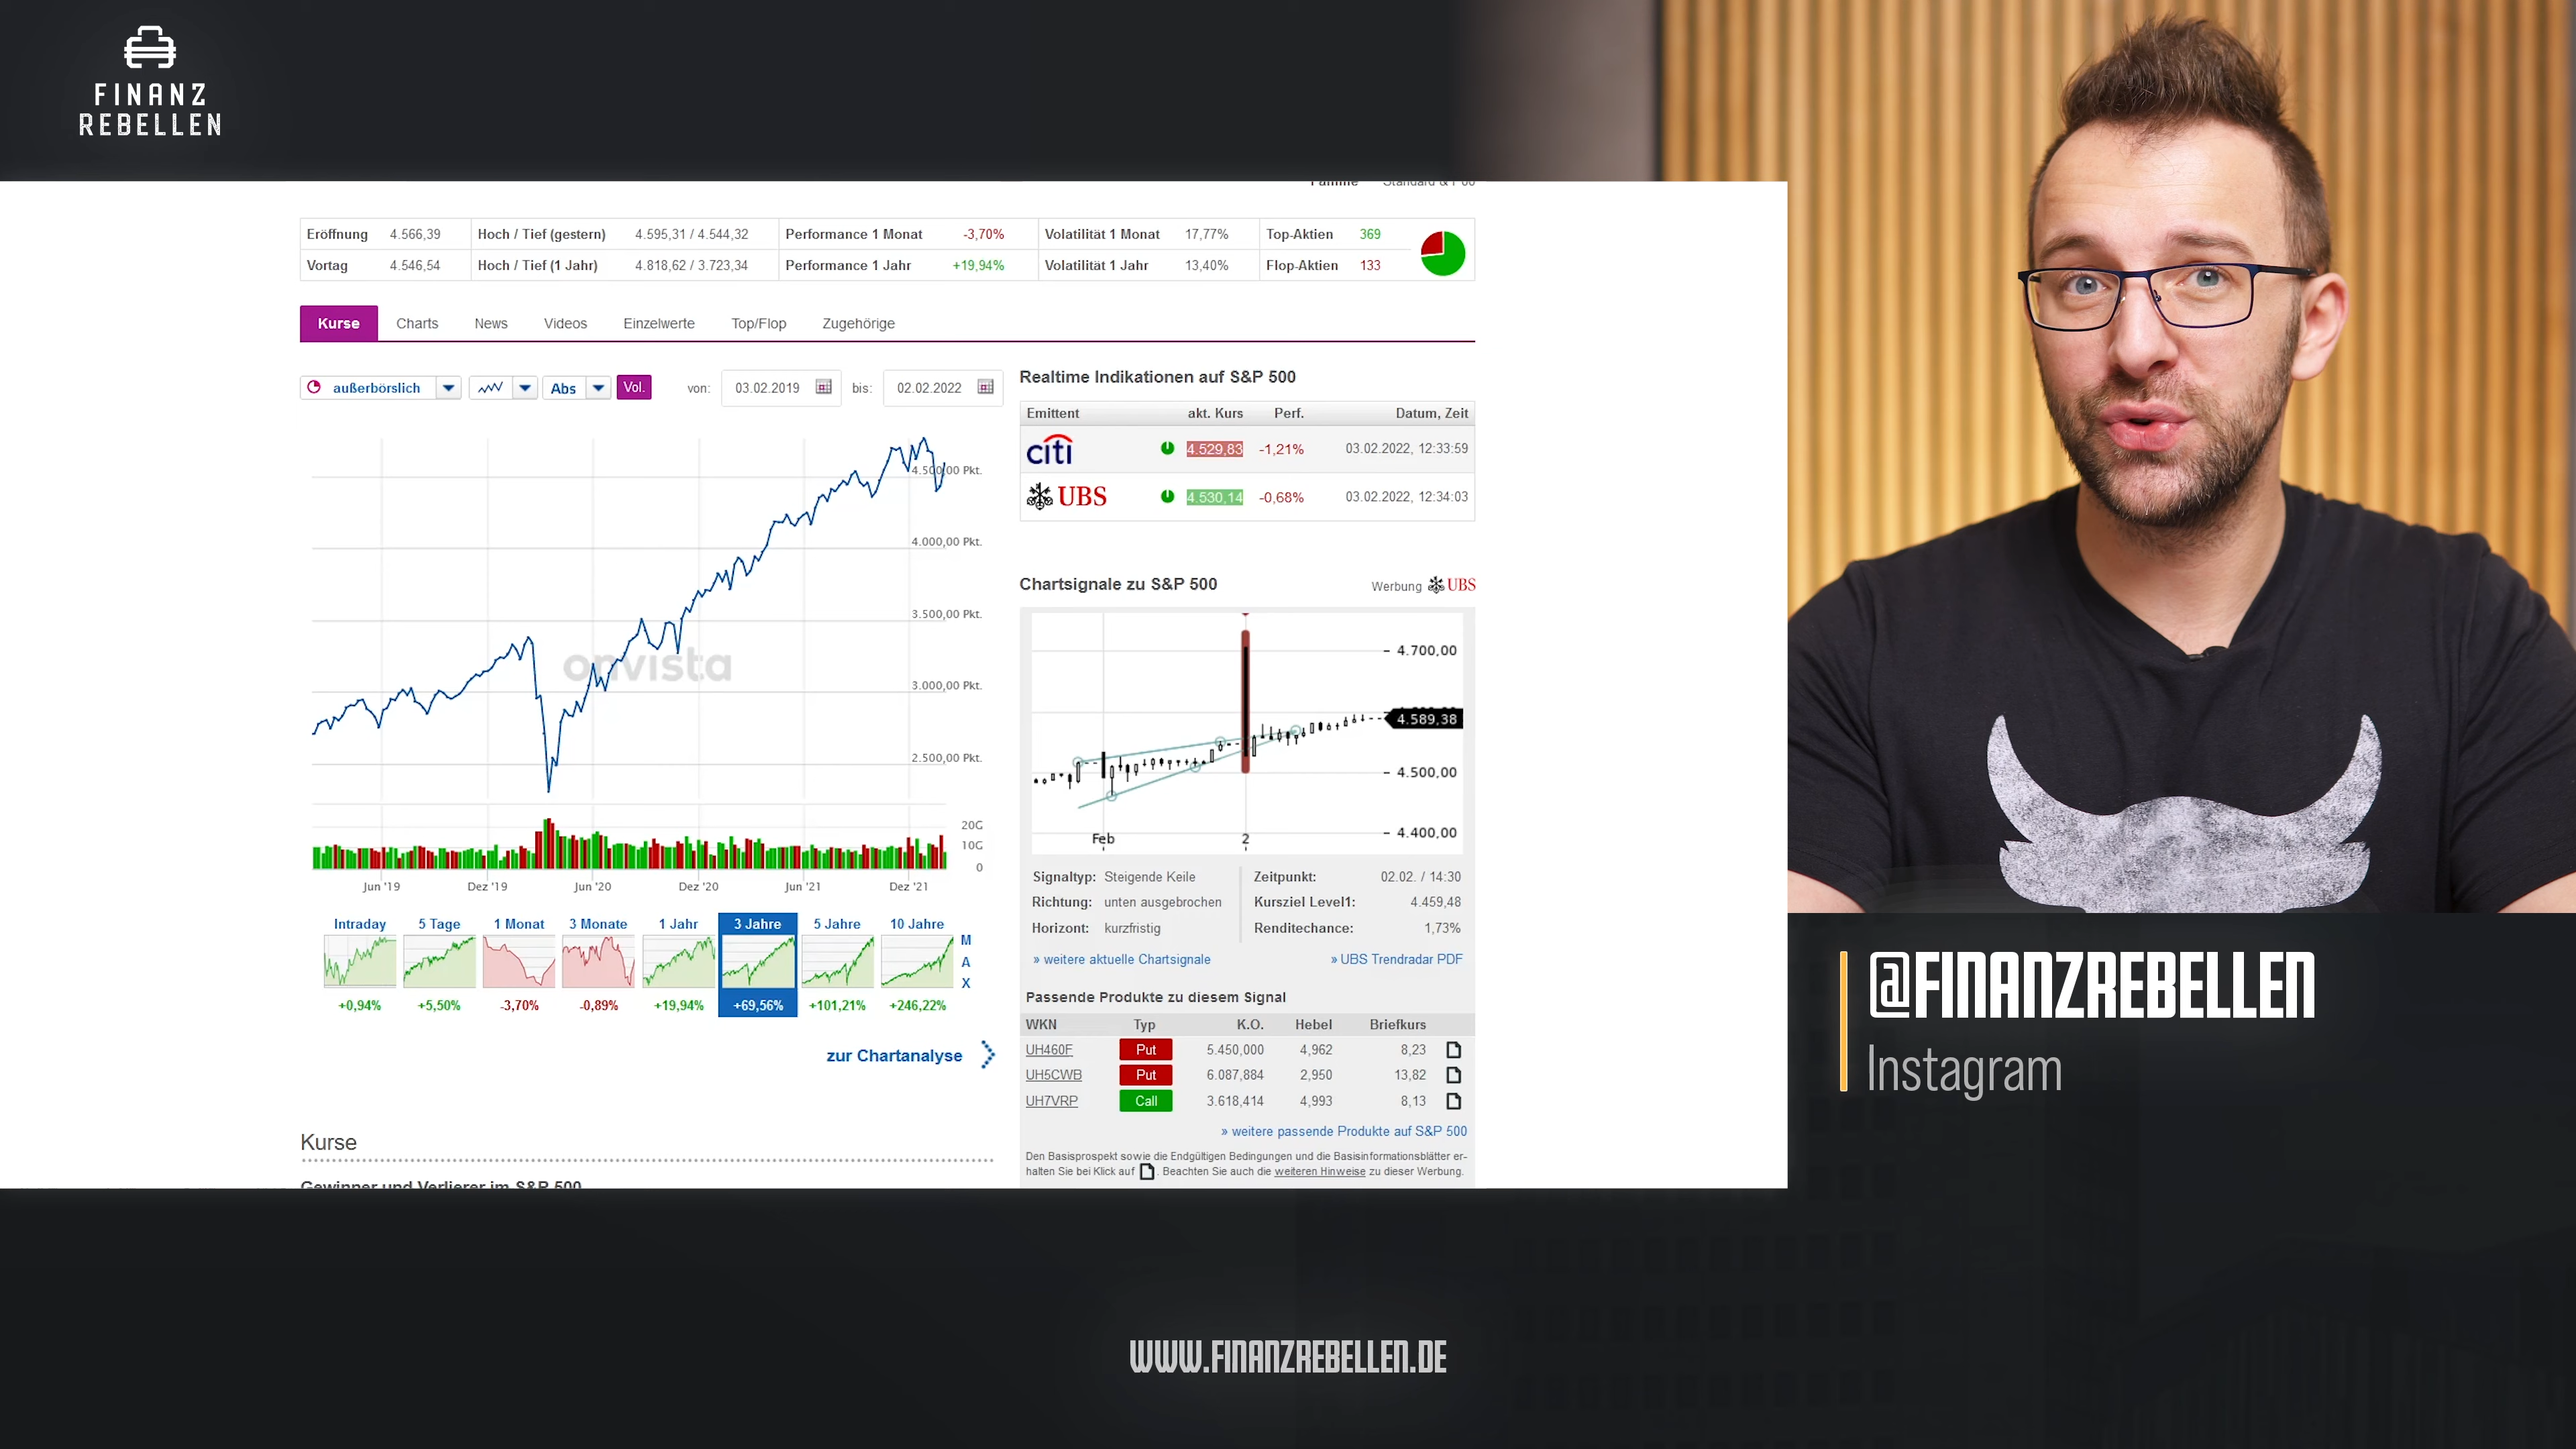 FINANZ
REBELLEN
Familie Standard & Poo
Eröffnung 4.566,39 Hoch / Tief (gestern) 4.595,31 / 4.544,32 Performance 1 Monat -3,70% Volatilität 1 Monat 17,77% Top-Aktien 369
Vortag 4.546,54 Hoch / Tief (1 Jahr) 4.818,62 / 3.723,34 Performance 1 Jahr +19,94% Volatilität 1 Jahr 13,40% Flop-Aktien 133
Kurse Charts News Videos Einzelwerte Top/Flop Zugehörige
außerbörslich Abs Vol. von: 03.02.2019 bis: 02.02.2022
4.500,00 Pkt.
4.000,00 Pkt.
3.500,00 Pkt.
onvista
3.000,00 Pkt.
2.500,00 Pkt.
20G
10G
0
Jun '19 Dez '19 Jun '20 Dez '20 Jun '21 Dez '21
Intraday 5 Tage 1 Monat 3 Monate 1 Jahr 3 Jahre 5 Jahre 10 Jahre
M
A
X
+0,94% +5,50% -3,70% -0,89% +19,94% +69,56% +101,21% +246,22%
zur Chartanalyse
Kurse
Gewinner und Verlierer im S&P 500
Realtime Indikationen auf S&P 500
Emittent akt. Kurs Perf. Datum, Zeit
citi 4.529,83 -1,21% 03.02.2022, 12:33:59
UBS 4.530,14 -0,68% 03.02.2022, 12:34:03
Chartsignale zu S&P 500 Werbung UBS
4.700,00
4.589,38
4.500,00
4.400,00
Feb 2
Signaltyp: Steigende Keile Zeitpunkt: 02.02. / 14:30
Richtung: unten ausgebrochen Kursziel Level1: 4.459,48
Horizont: kurzfristig Renditechance: 1,73%
» weitere aktuelle Chartsignale » UBS Trendradar PDF
Passende Produkte zu diesem Signal
WKN Typ K.O. Hebel Briefkurs
UH460F Put 5.450,000 4,962 8,23
UH5CWB Put 6.087,884 2,950 13,82
UH7VRP Call 3.618,414 4,993 8,13
» weitere passende Produkte auf S&P 500
Den Basisprospekt sowie die Endgültigen Bedingungen und die Basisinformationsblätter er-
halten Sie bei Klick auf . Beachten Sie auch die weiteren Hinweise zu dieser Werbung.
@FINANZREBELLEN
Instagram
WWW.FINANZREBELLEN.DE